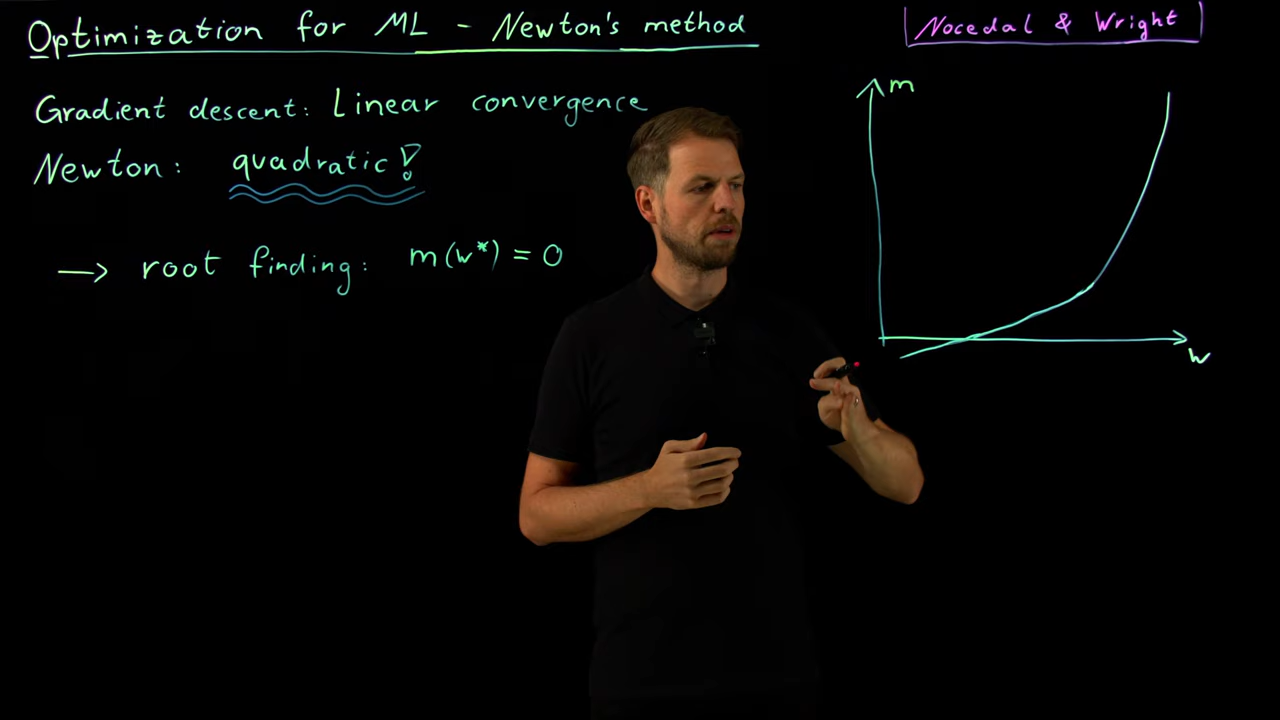 Optimization for ML - Newton's method
Nocedal & Wright
Gradient descent: Linear convergence
Newton: quadratic!
→ root finding: m(w*) = 0
m
w